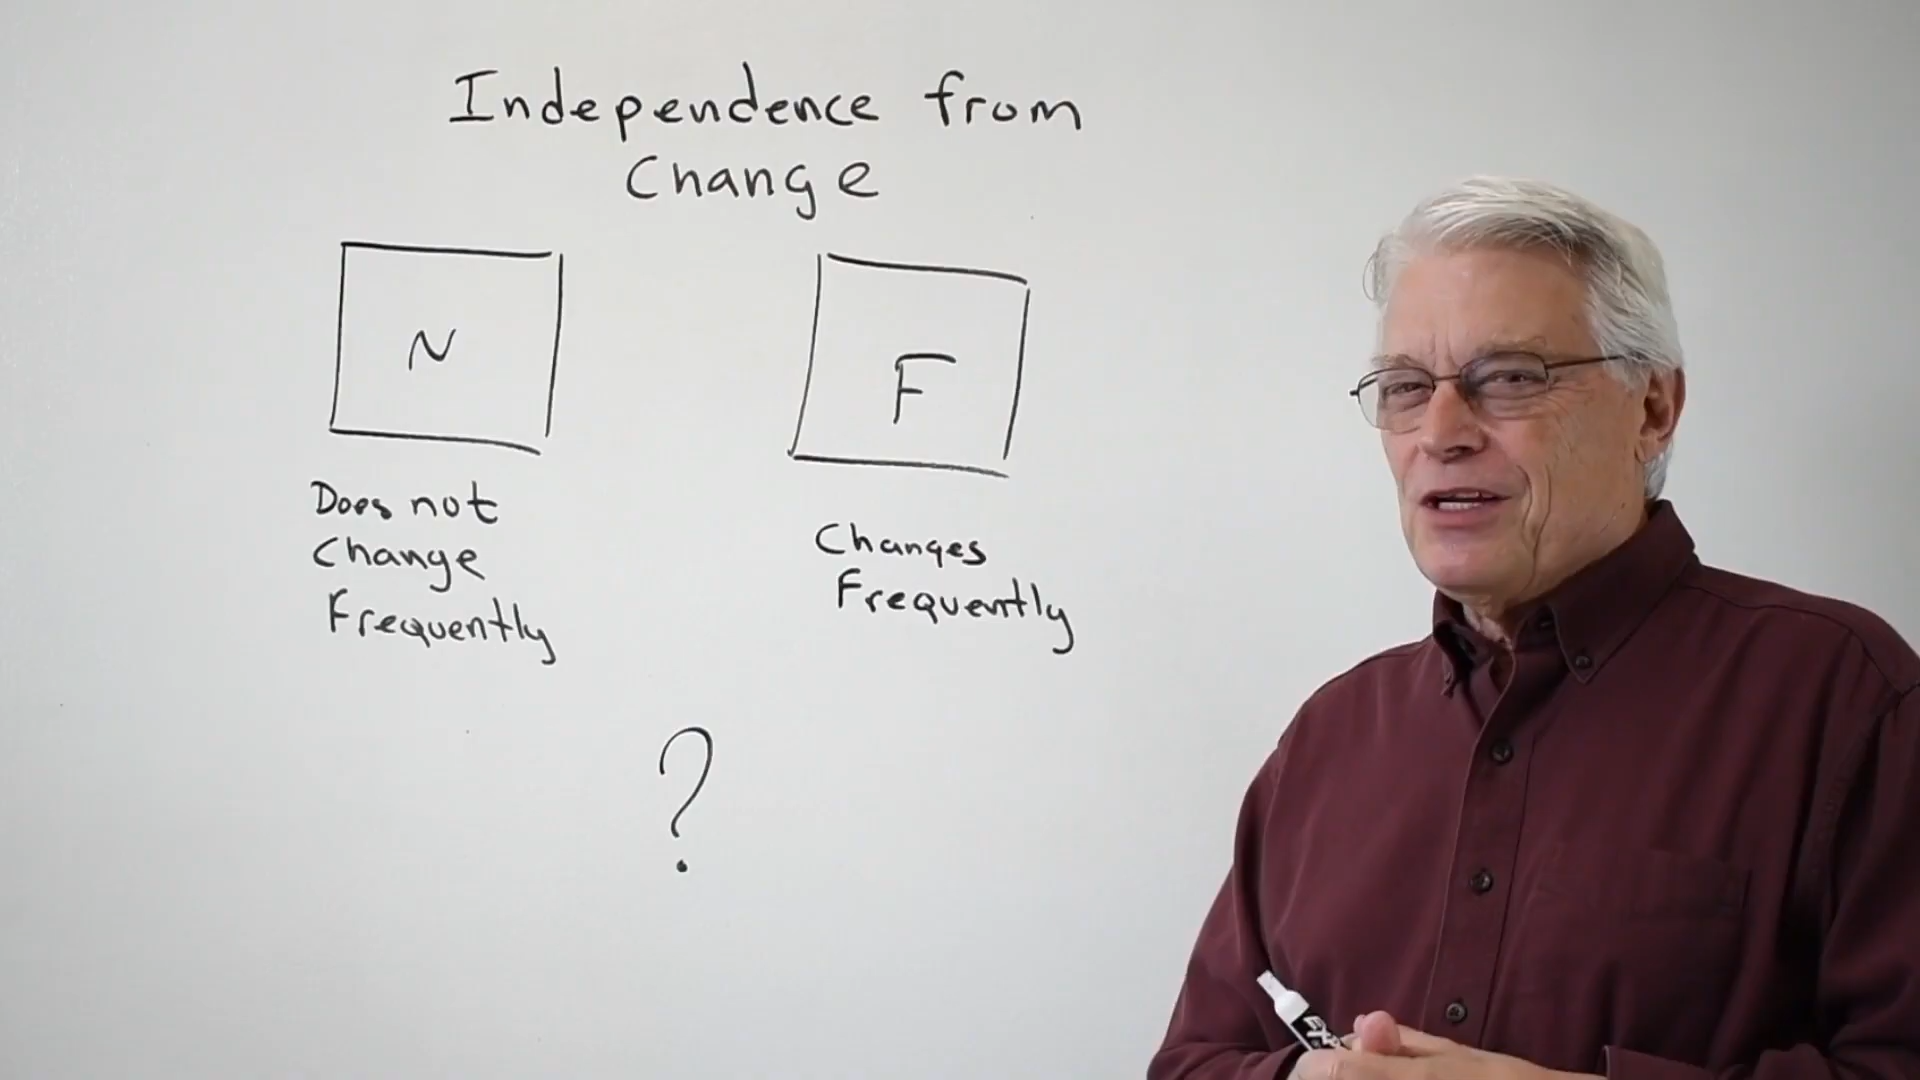 Independence from
Change
N
F
Does not
Change
Frequently
Changes
Frequently
?